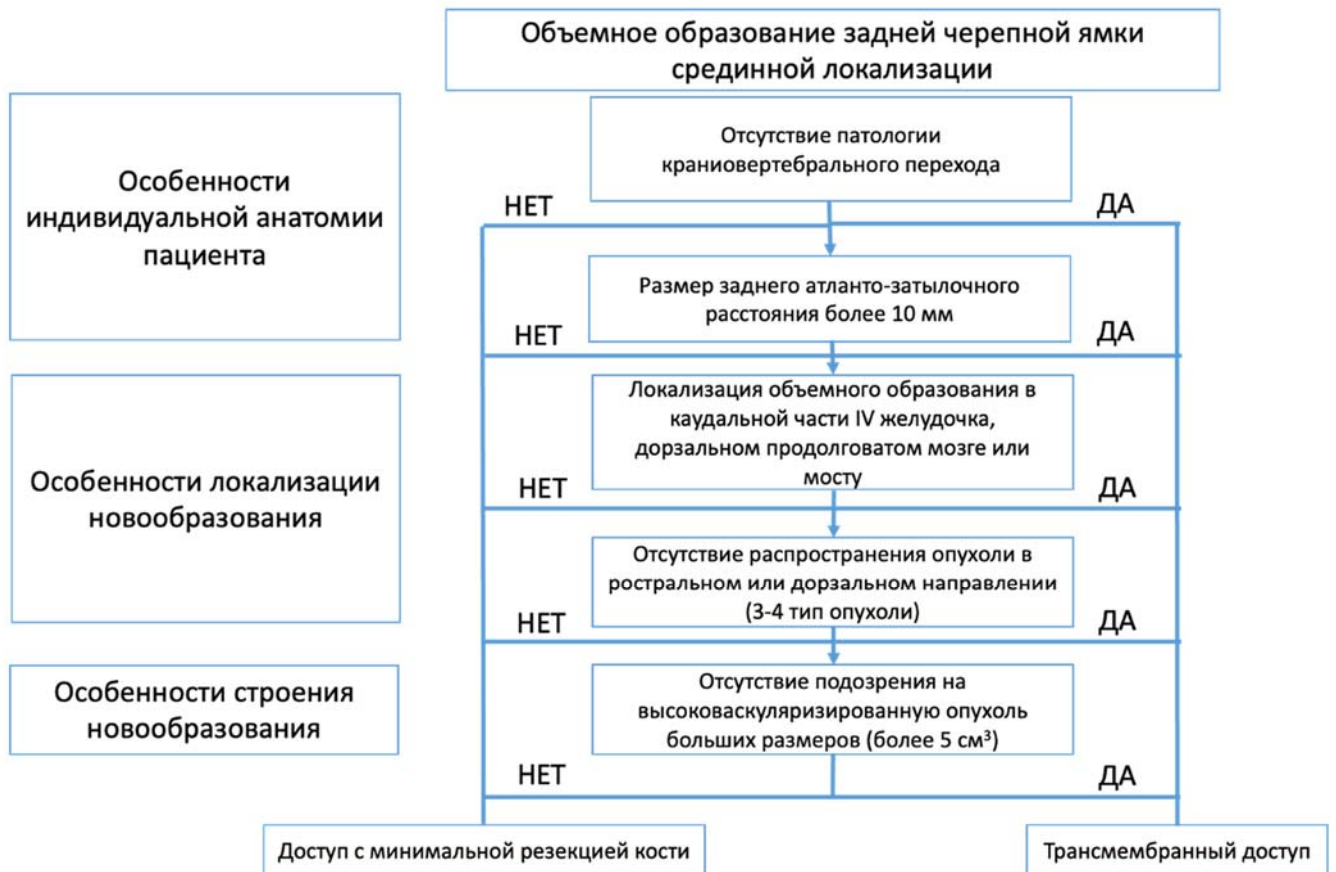 Объемное образование задней черепной ямки
срединной локализации
Особенности
индивидуальной анатомии
пациента
Отсутствие патологии
краниовертебрального перехода
НЕТ
ДА
Размер заднего атланто-затылочного
расстояния более 10 мм
НЕТ
ДА
Особенности локализации
новообразования
Локализация объемного образования в
каудальной части IV желудочка,
дорзальном продолговатом мозге или
мосту
НЕТ
ДА
Отсутствие распространения опухоли в
ростральном или дорзальном направлении
(3-4 тип опухоли)
НЕТ
ДА
Особенности строения
новообразования
Отсутствие подозрения на
высоковаскуляризированную опухоль
больших размеров (более 5 см³)
НЕТ
ДА
Доступ с минимальной резекцией кости
Трансмембранный доступ